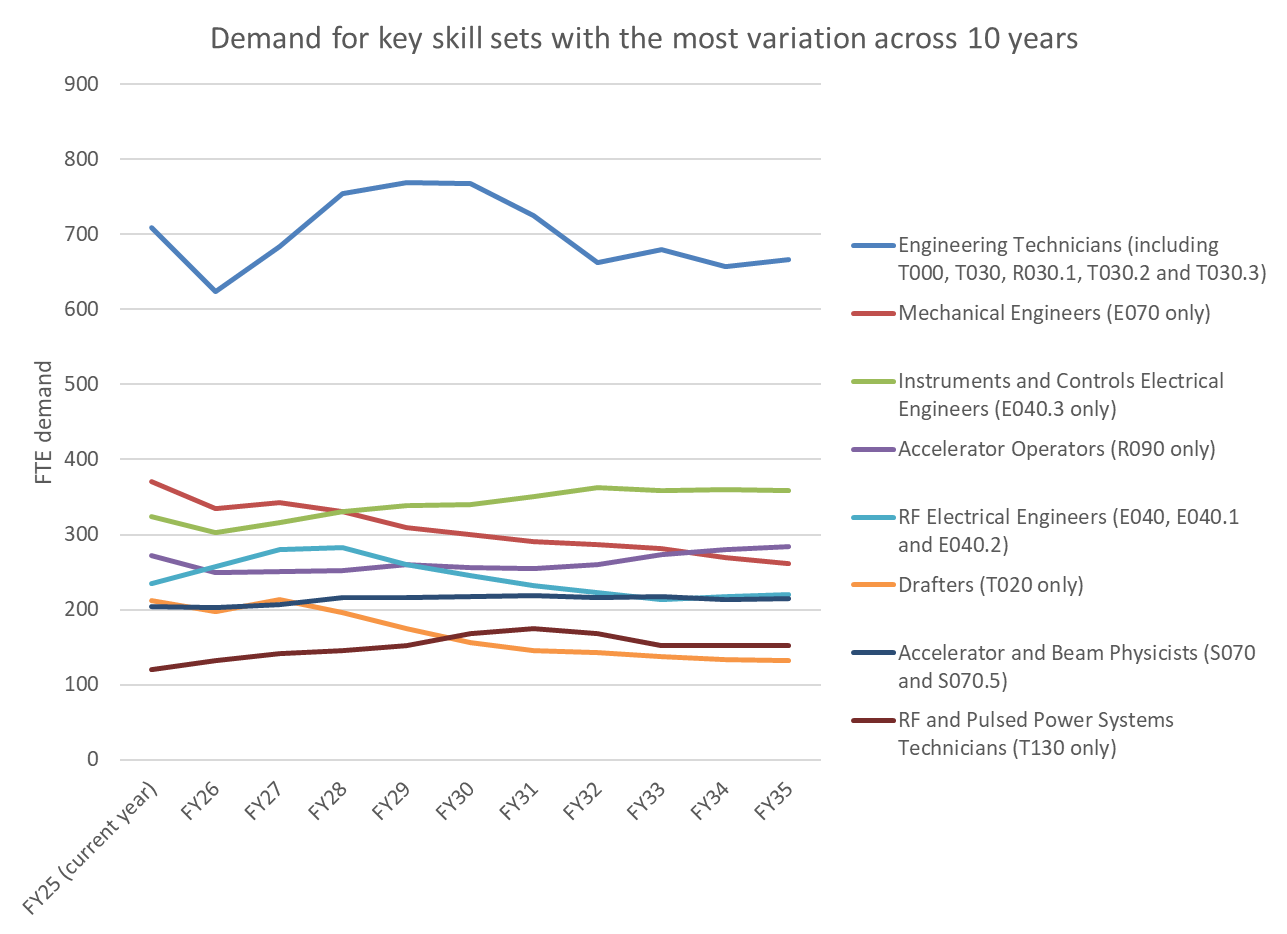 Demand for key skill sets with the most variation across 10 years
900
800
700
600
500
400
300
200
100
0
FTE demand
FY25 (current year)
FY26
FY27
FY28
FY29
FY30
FY31
FY32
FY33
FY34
FY35
Engineering Technicians (including
T000, T030, R030.1, T030.2 and T030.3)
Mechanical Engineers (E070 only)
Instruments and Controls Electrical
Engineers (E040.3 only)
Accelerator Operators (R090 only)
RF Electrical Engineers (E040, E040.1
and E040.2)
Drafters (T020 only)
Accelerator and Beam Physicists (S070
and S070.5)
RF and Pulsed Power Systems
Technicians (T130 only)